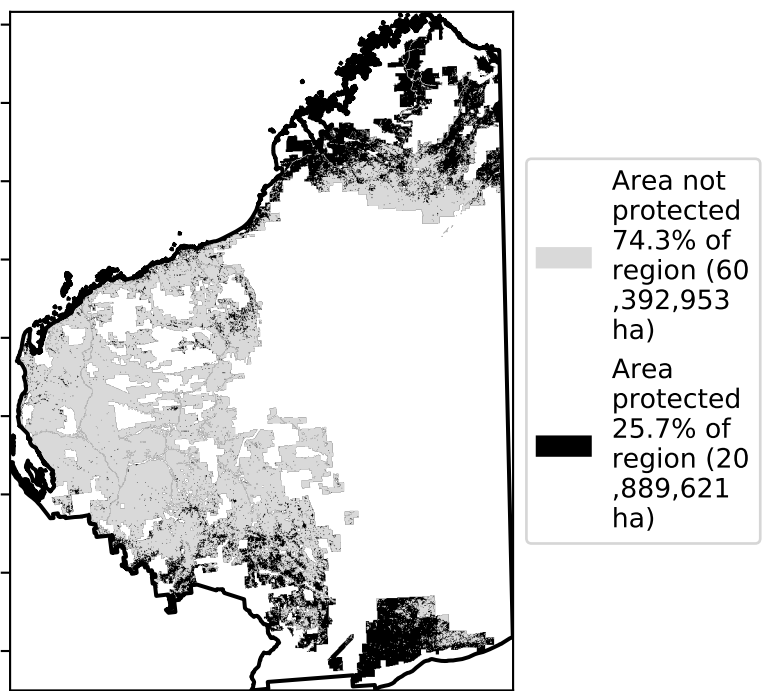 Area not
protected
74.3% of
region (60
,392,953
ha)
Area
protected
25.7% of
region (20
,889,621
ha)